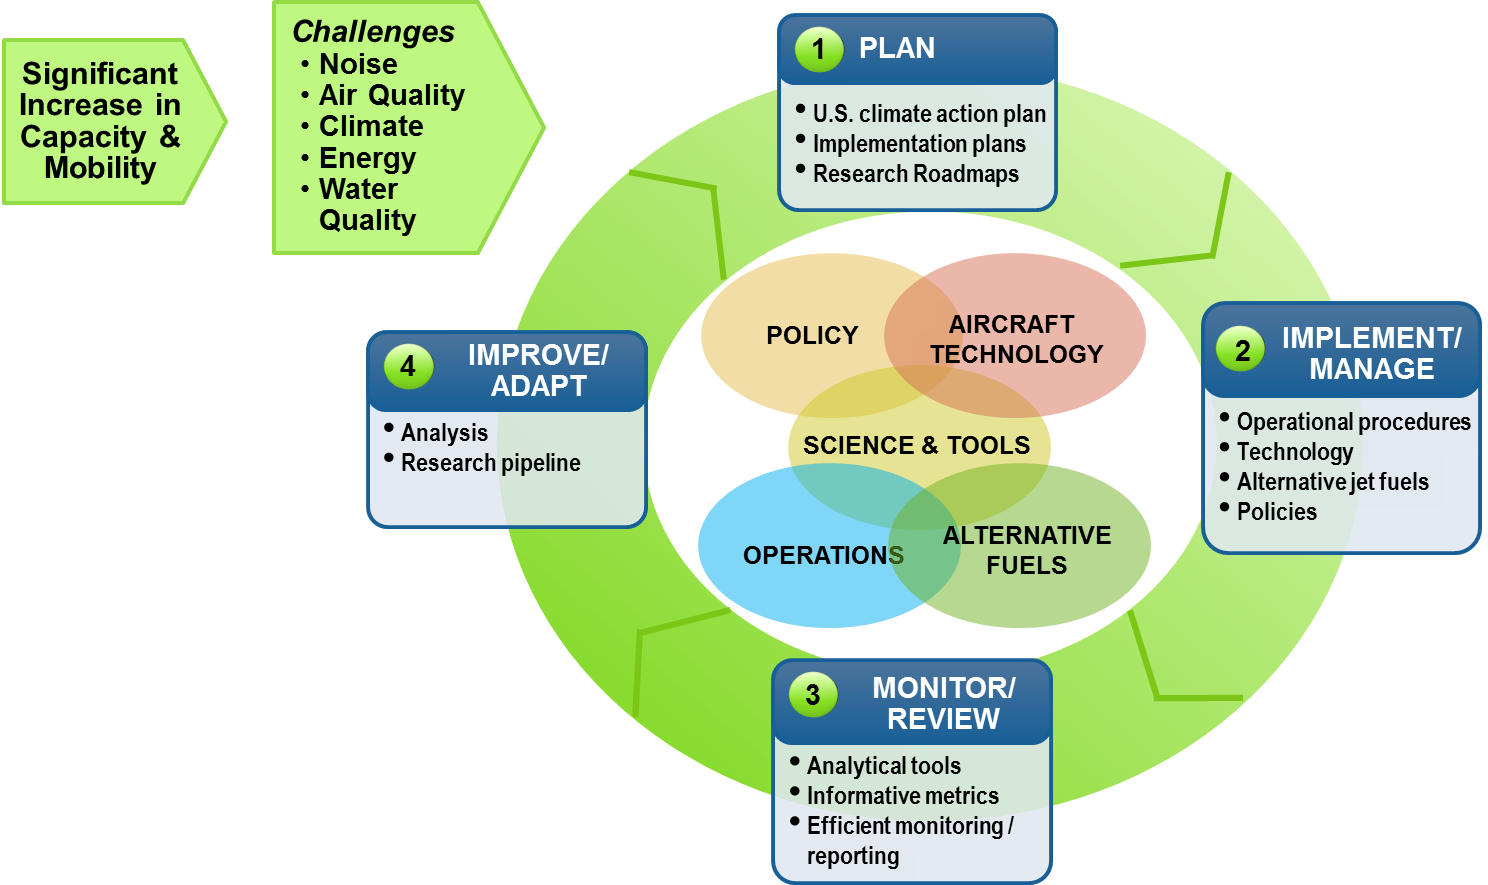 Significant
Increase in
Capacity &
Mobility
Challenges
• Noise
• Air Quality
• Climate
• Energy
• Water
Quality
1 PLAN
• U.S. climate action plan
• Implementation plans
• Research Roadmaps
2 IMPLEMENT/
MANAGE
• Operational procedures
• Technology
• Alternative jet fuels
• Policies
3 MONITOR/
REVIEW
• Analytical tools
• Informative metrics
• Efficient monitoring /
reporting
4 IMPROVE/
ADAPT
• Analysis
• Research pipeline
POLICY
AIRCRAFT
TECHNOLOGY
SCIENCE & TOOLS
OPERATIONS
ALTERNATIVE
FUELS